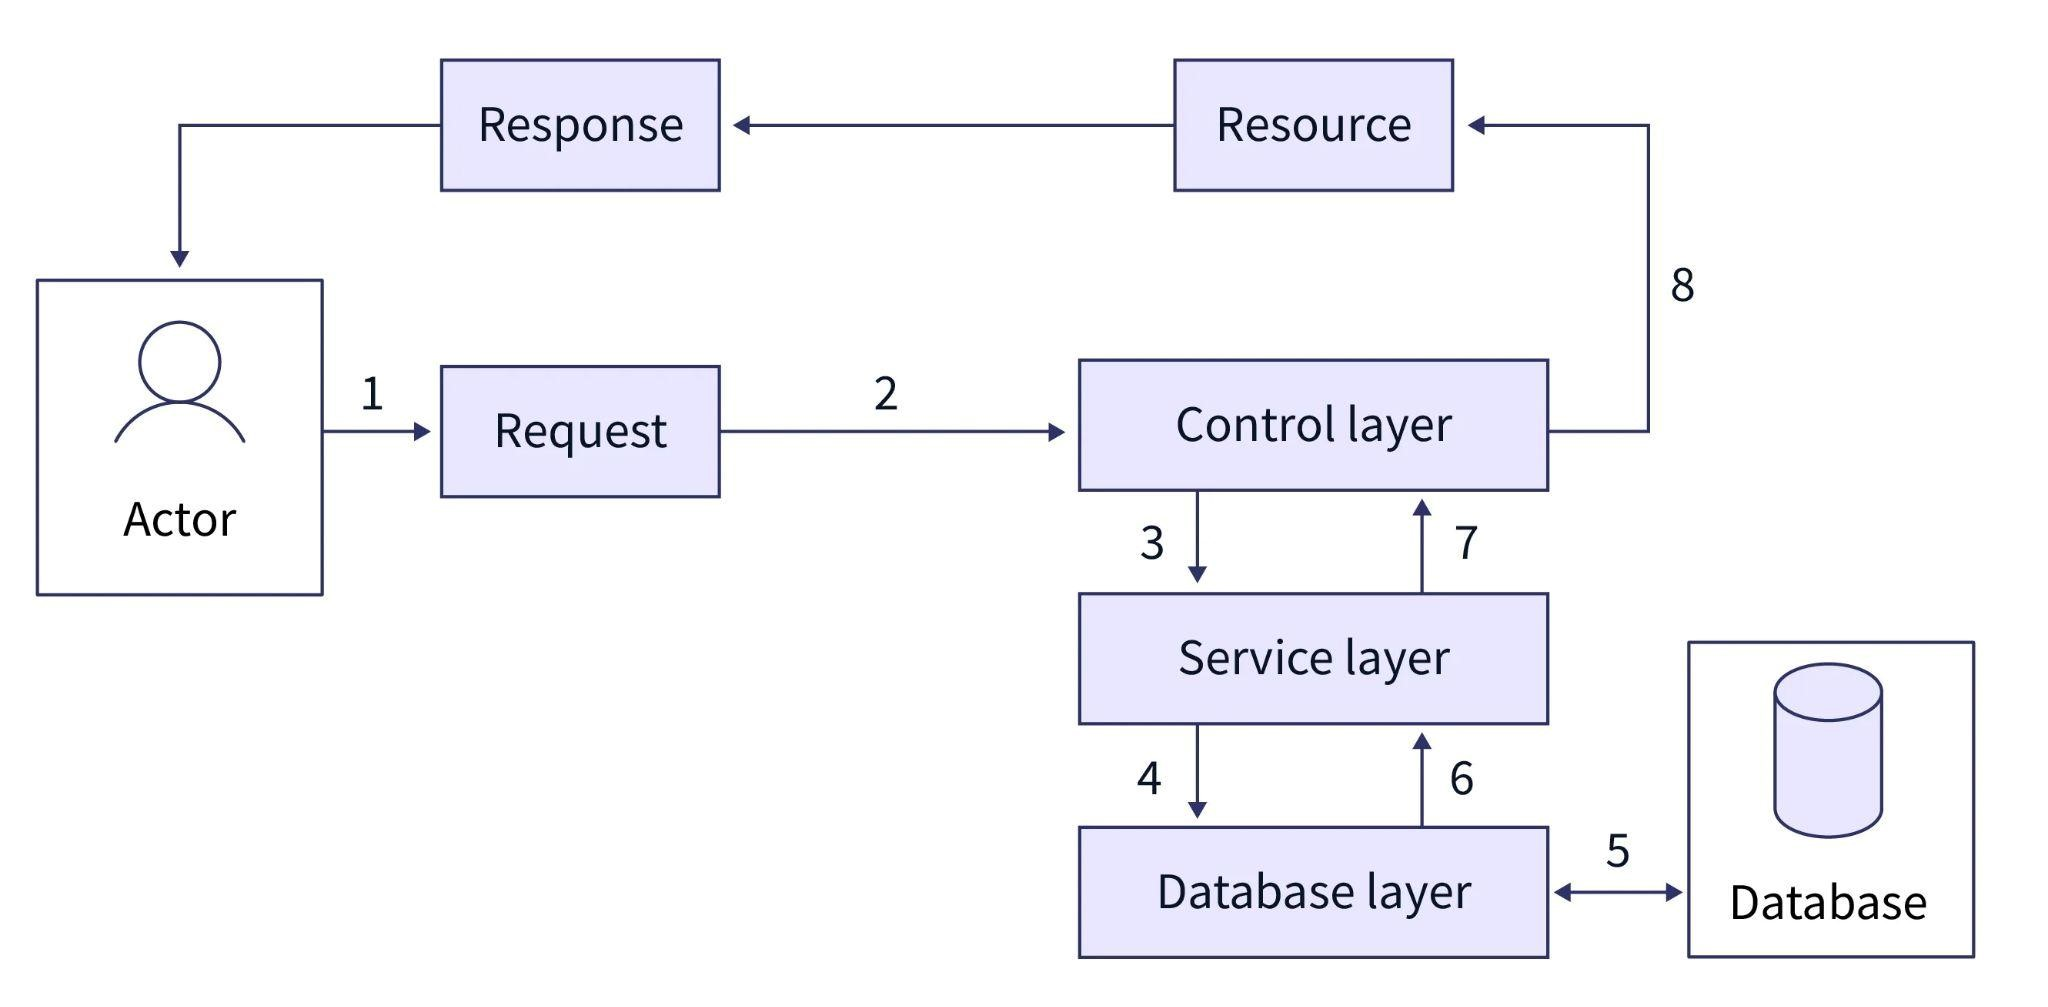 Response
Resource
8
1
2
Request
Control layer
Actor
3
7
Service layer
4
6
5
Database layer
Database